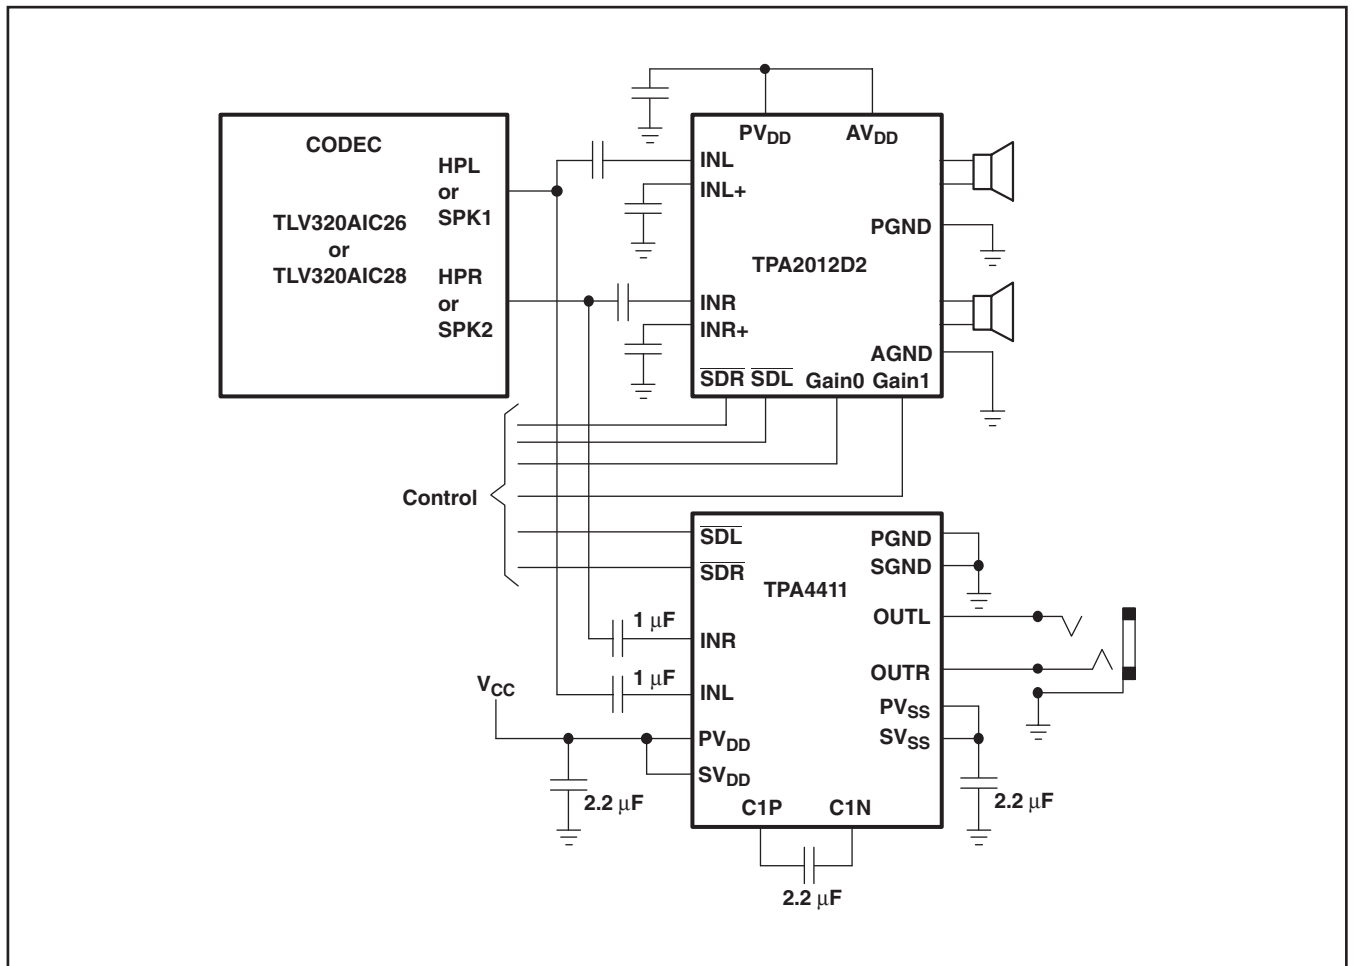 CODEC
TLV320AIC26
or
TLV320AIC28
HPL
or
SPK1
HPR
or
SPK2
PVDD
AVDD
INL
INL+
PGND
TPA2012D2
INR
INR+
AGND
SDR SDL Gain0 Gain1
Control
SDL
SDR
PGND
SGND
TPA4411
OUTL
1 μF
INR
OUTR
1 μF
INL
VCC
PVSS
SVSS
PVDD
SVDD
2.2 μF
2.2 μF
C1P
C1N
2.2 μF